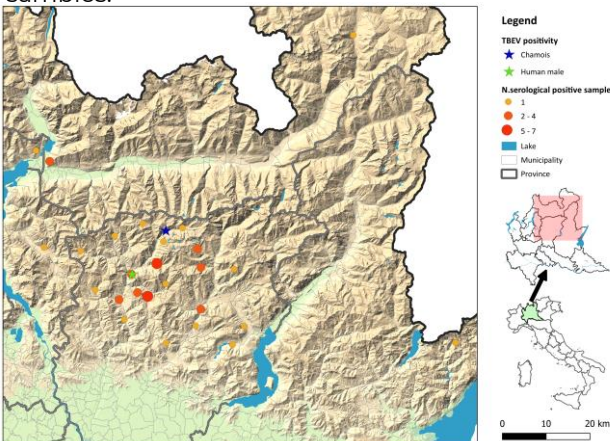 samples.
Legend
TBEV positivity
Chamois
Human male
N.serological positive sample
1
2 - 4
5 - 7
Lake
Municipality
Province
0 10 20 km